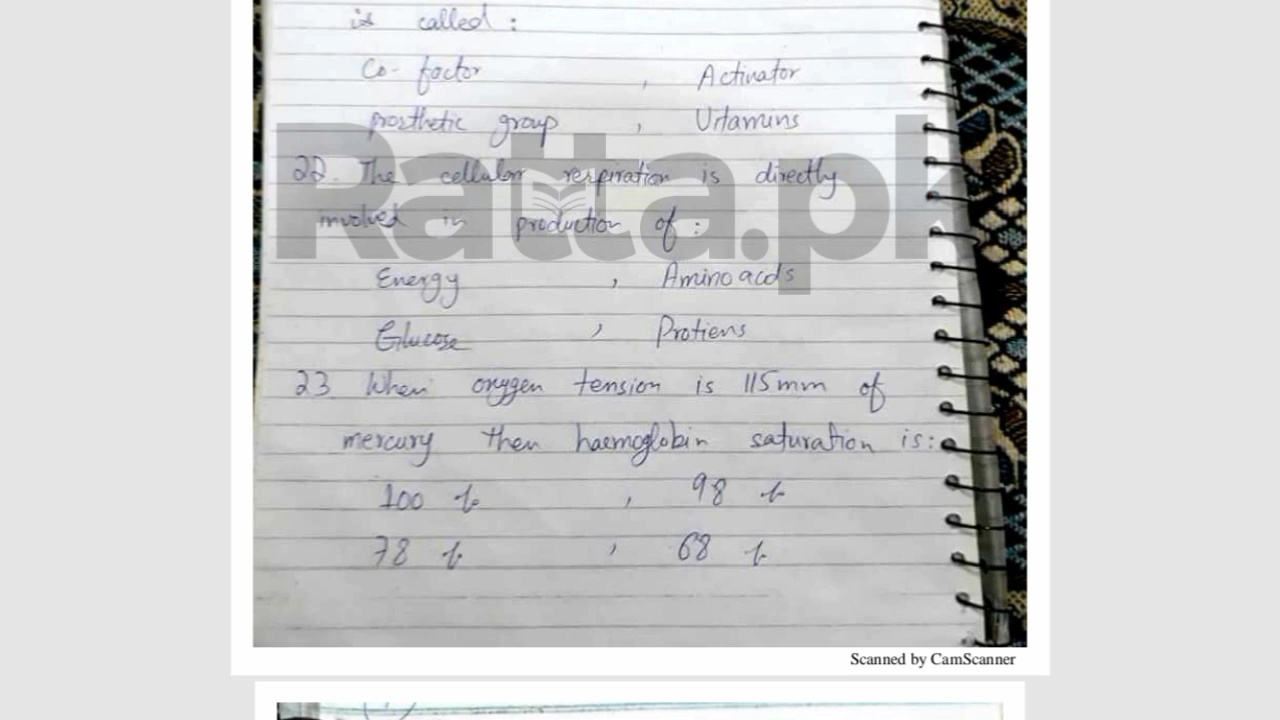 is called :
Co-factor , Activator
prosthetic group , Vitamins
22. The cellular respiration is directly
involved in production of :
Energy , Amino acds
Glucose , Protiens
23 When oxygen tension is 115mm of
mercury then haemoglobin saturation is:
100 % , 98 %
78 % , 68 %
Ratta.pk
Scanned by CamScanner